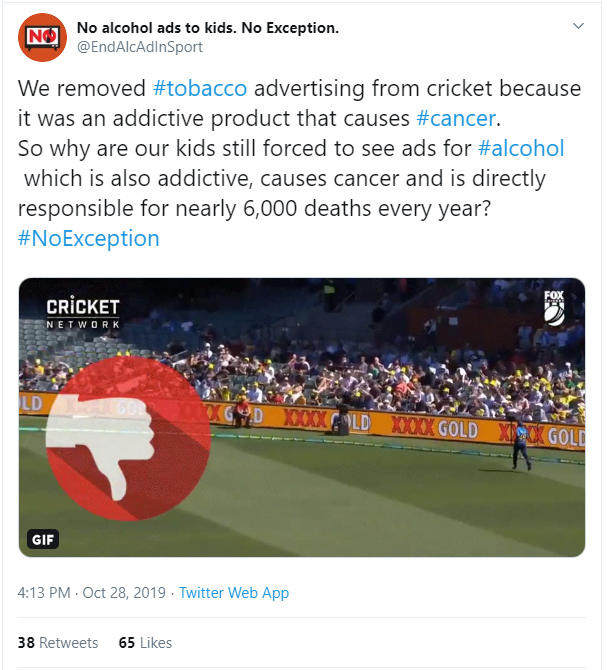 NO
No alcohol ads to kids. No Exception.
@EndAlcAdInSport
We removed #tobacco advertising from cricket because
it was an addictive product that causes #cancer.
So why are our kids still forced to see ads for #alcohol
which is also addictive, causes cancer and is directly
responsible for nearly 6,000 deaths every year?
#NoException
CRICKET
NETWORK
FOX
LD XXXX GOLD XXXX GOLD XXXX GOLD XXXX GOLD
GIF
4:13 PM · Oct 28, 2019 · Twitter Web App
38 Retweets 65 Likes